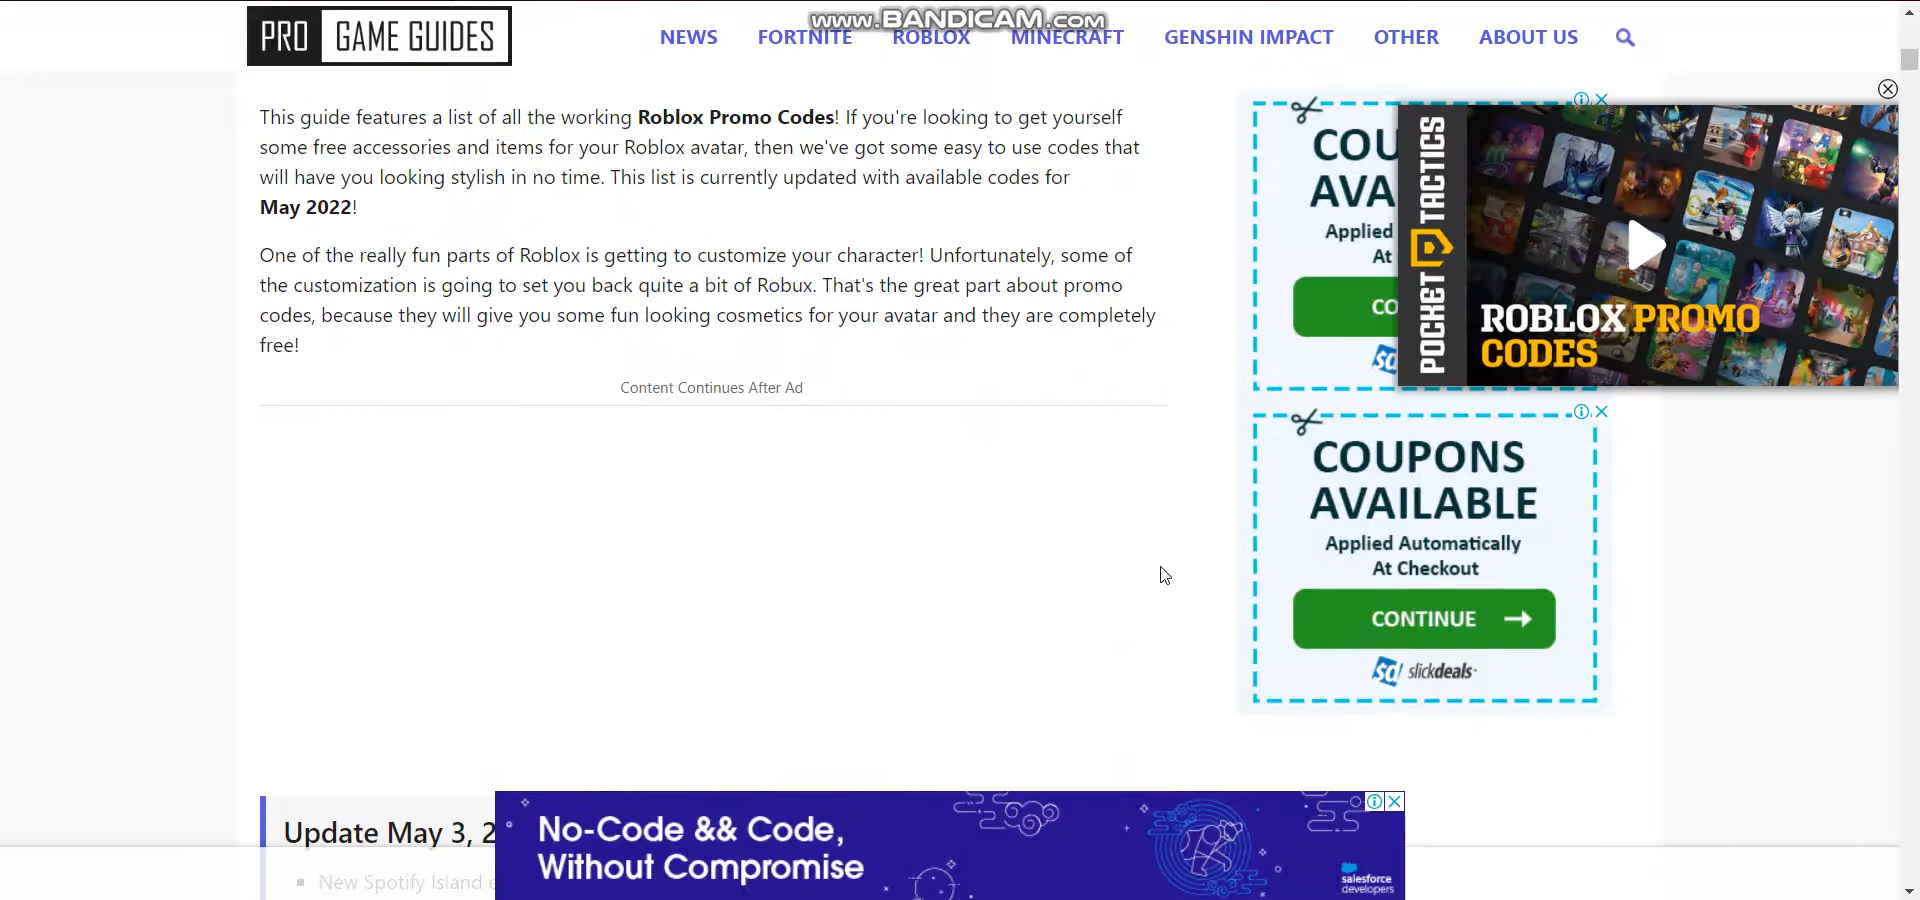 www.BANDICAM.com
PRO GAME GUIDES
NEWS FORTNITE ROBLOX MINECRAFT GENSHIN IMPACT OTHER ABOUT US
This guide features a list of all the working Roblox Promo Codes! If you're looking to get yourself
some free accessories and items for your Roblox avatar, then we've got some easy to use codes that
will have you looking stylish in no time. This list is currently updated with available codes for
May 2022!
One of the really fun parts of Roblox is getting to customize your character! Unfortunately, some of
the customization is going to set you back quite a bit of Robux. That's the great part about promo
codes, because they will give you some fun looking cosmetics for your avatar and they are completely
free!
Content Continues After Ad
COU
AVA
Applied
At
CO
sd
POCKET TACTICS
ROBLOX PROMO
CODES
COUPONS
AVAILABLE
Applied Automatically
At Checkout
CONTINUE
sd slickdeals
Update May 3, 2
New Spotify Island e
No-Code && Code,
Without Compromise
salesforce
developers